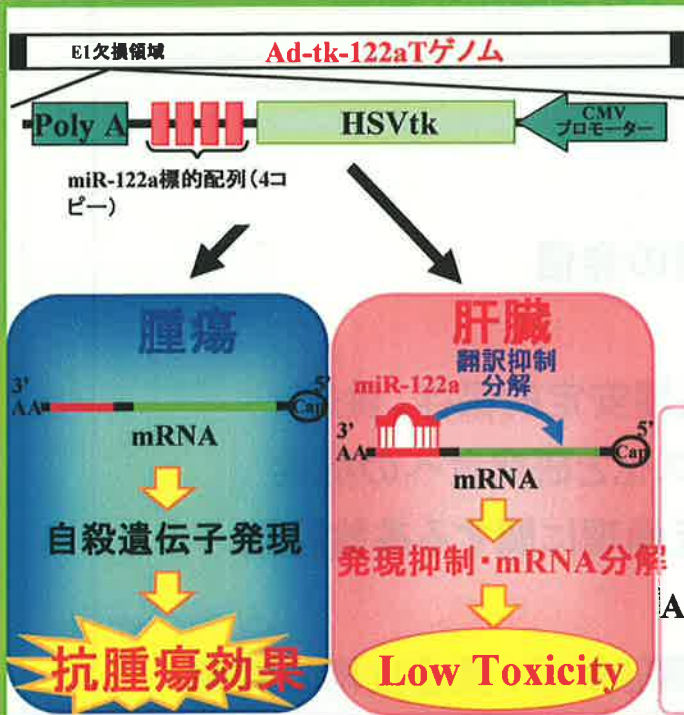 E1欠損領域
Ad-tk-122aTゲノム
Poly A
HSVtk
CMV
プロモーター
miR-122a標的配列(4コ
ピー)
腫瘍
3'
5'
AA
Cap
mRNA
自殺遺伝子発現
抗腫瘍効果
肝臓
翻訳抑制
分解
miR-122a
3'
5'
AA
Cap
mRNA
発現抑制・mRNA分解
Low Toxicity
A